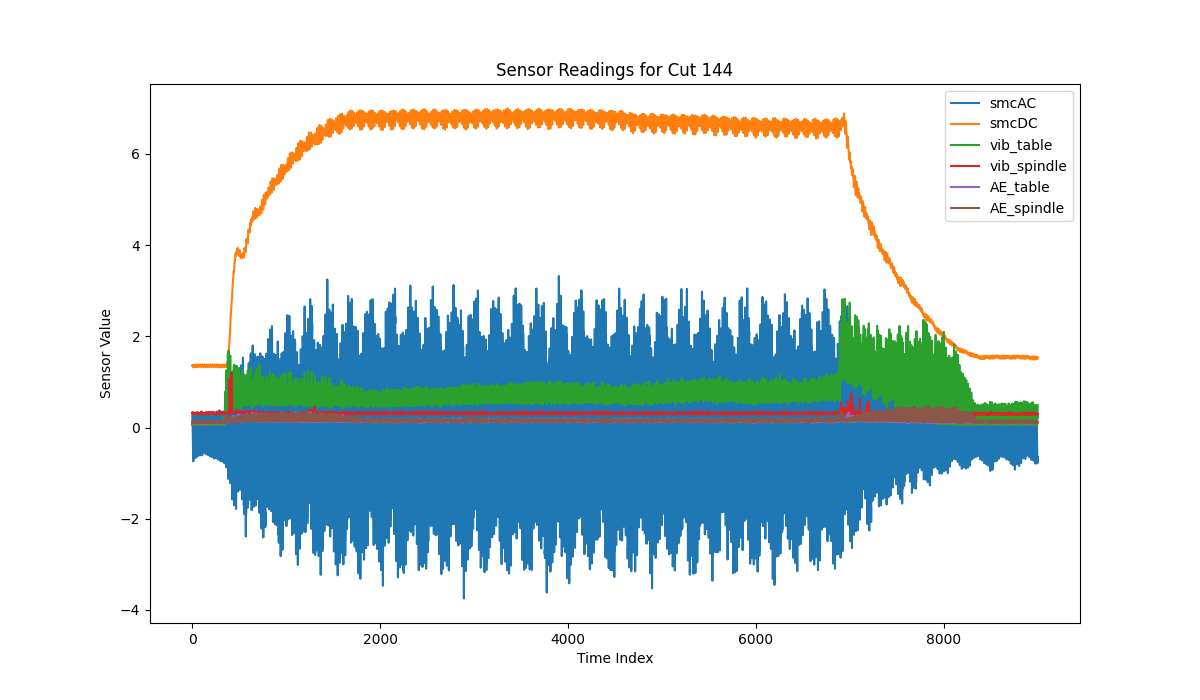 Sensor Readings for Cut 144
smcAC
smcDC
vib_table
vib_spindle
AE_table
AE_spindle
6
4
2
0
−2
−4
Sensor Value
0 2000 4000 6000 8000
Time Index